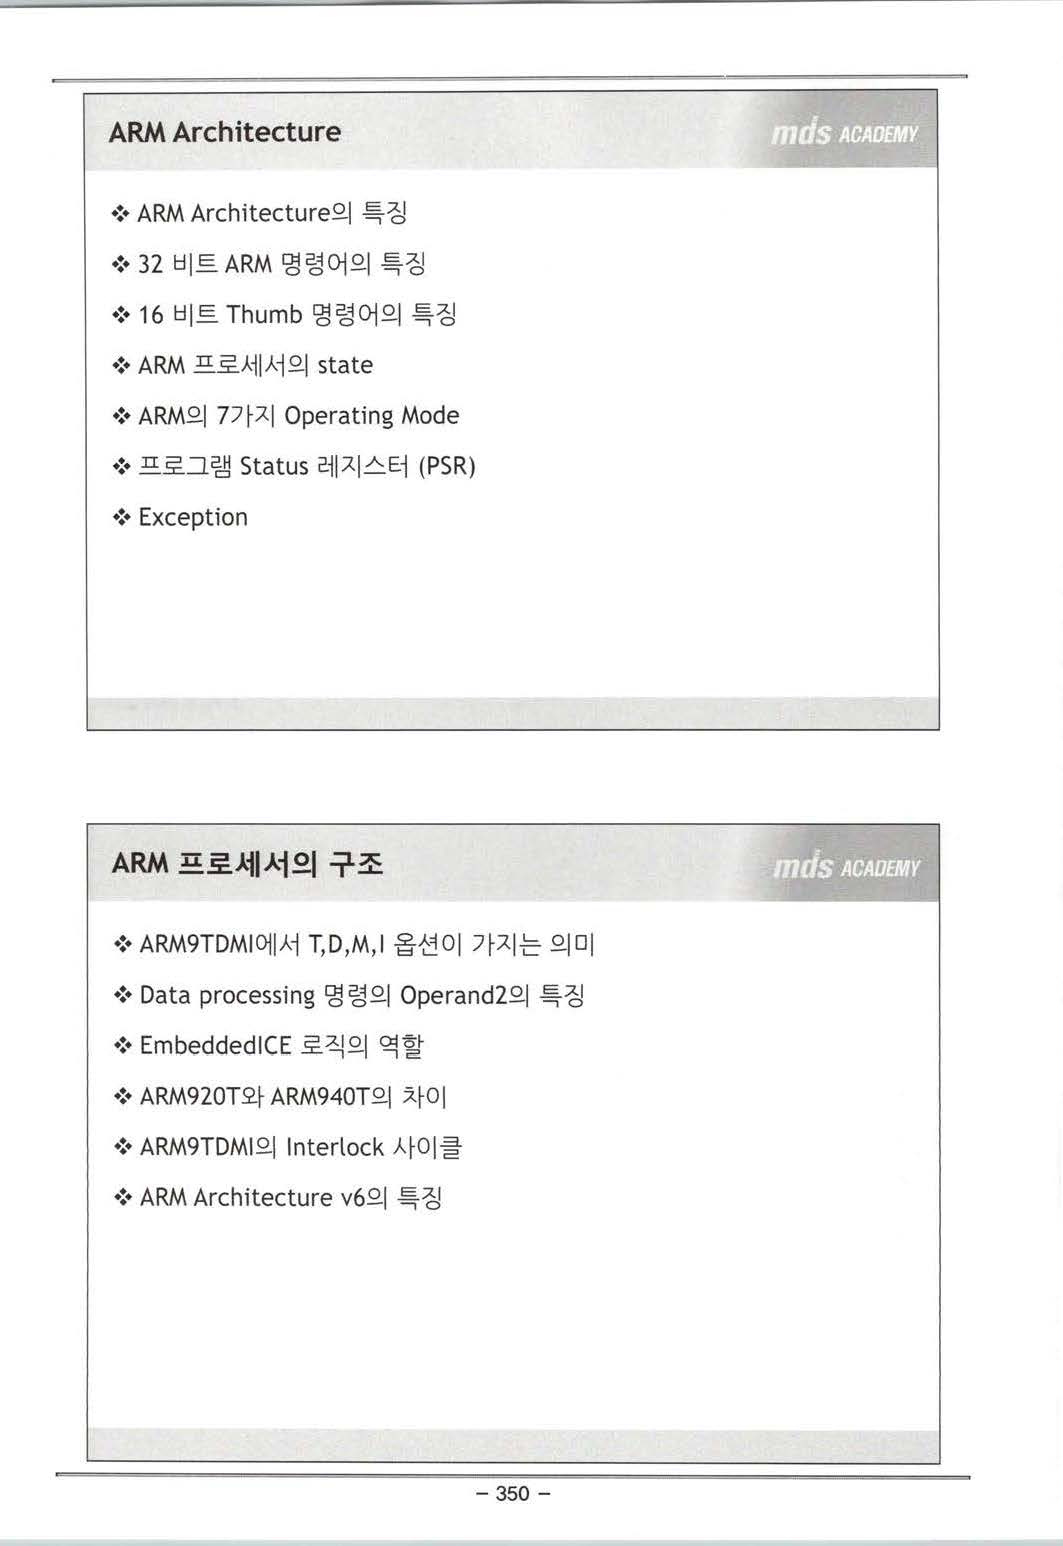 ARM Architecture
mds ACADEMY
❖ ARM Architecture의 특징
❖ 32 비트 ARM 명령어의 특징
❖ 16 비트 Thumb 명령어의 특징
❖ ARM 프로세서의 state
❖ ARM의 7가지 Operating Mode
❖ 프로그램 Status 레지스터 (PSR)
❖ Exception
ARM 프로세서의 구조
mds ACADEMY
❖ ARM9TDMI에서 T,D,M,I 옵션이 가지는 의미
❖ Data processing 명령의 Operand2의 특징
❖ EmbeddedICE 로직의 역할
❖ ARM920T와 ARM940T의 차이
❖ ARM9TDMI의 Interlock 사이클
❖ ARM Architecture v6의 특징
- 350 -